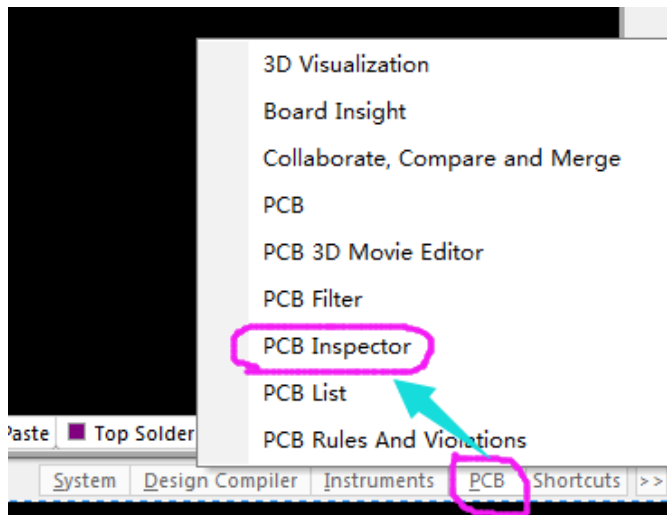 3D Visualization
Board Insight
Collaborate, Compare and Merge
PCB
PCB 3D Movie Editor
PCB Filter
PCB Inspector
PCB List
PCB Rules And Violations
Paste Top Solder
System Design Compiler Instruments PCB Shortcuts >>